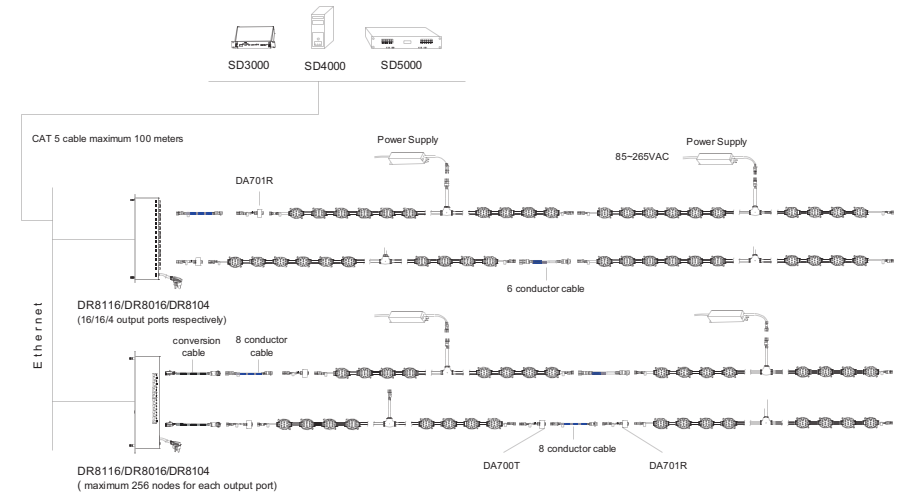 SD3000
SD4000
SD5000
CAT 5 cable maximum 100 meters
Power Supply
85~265VAC
Power Supply
DA701R
6 conductor cable
DR8116/DR8016/DR8104
(16/16/4 output ports respectively)
Ethernet
conversion
cable
8 conductor
cable
DA700T
8 conductor cable
DA701R
DR8116/DR8016/DR8104
( maximum 256 nodes for each output port)